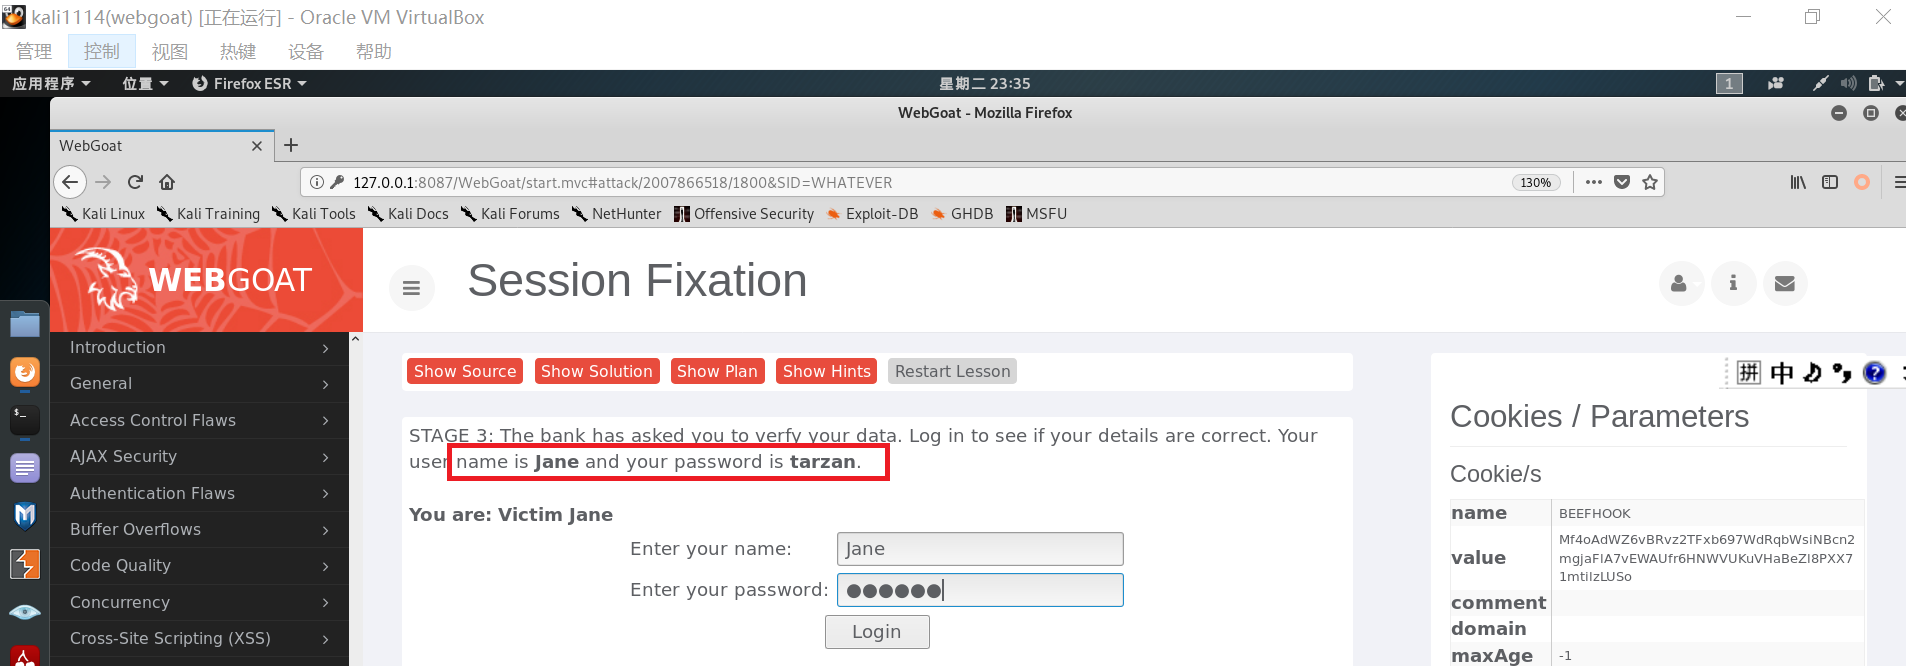 kali1114(webgoat) [正在运行] - Oracle VM VirtualBox
管理 控制 视图 热键 设备 帮助
应用程序 位置 Firefox ESR 星期二 23:35 1
WebGoat - Mozilla Firefox
WebGoat
127.0.0.1:8087/WebGoat/start.mvc#attack/2007866518/1800&SID=WHATEVER 130%
Kali Linux Kali Training Kali Tools Kali Docs Kali Forums NetHunter Offensive Security Exploit-DB GHDB MSFU
WEBGOAT
Session Fixation
Introduction
General
Access Control Flaws
AJAX Security
Authentication Flaws
Buffer Overflows
Code Quality
Concurrency
Cross-Site Scripting (XSS)
Show Source Show Solution Show Plan Show Hints Restart Lesson
STAGE 3: The bank has asked you to verfy your data. Log in to see if your details are correct. Your
user name is Jane and your password is tarzan.
You are: Victim Jane
Enter your name: Jane
Enter your password: ●●●●●●
Login
拼 中
Cookies / Parameters
Cookie/s
name BEEFHOOK
value Mf4oAdWZ6vBRvz2TFxb697WdRqbWsiNBcn2
mgjaFIA7vEWAUfr6HNWVUKuVHaBeZl8PXX7
1mtiIzLUSo
comment
domain
maxAge -1